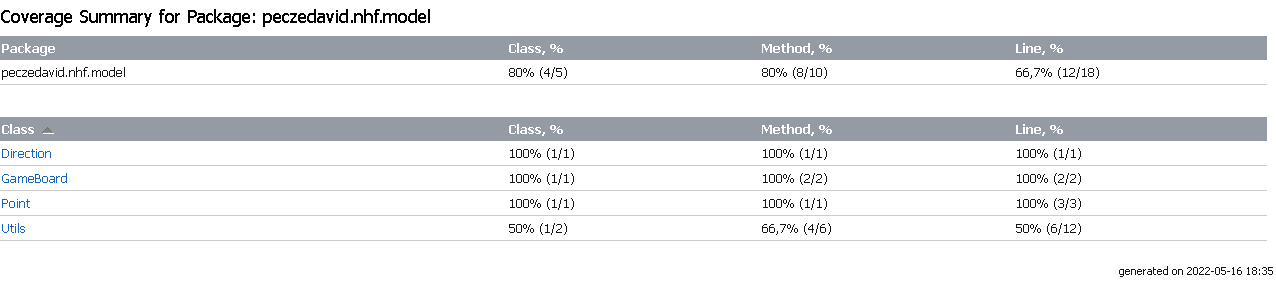 Coverage Summary for Package: peczedavid.nhf.model
Package Class, % Method, % Line, %
peczedavid.nhf.model 80% (4/5) 80% (8/10) 66,7% (12/18)
Class Class, % Method, % Line, %
Direction 100% (1/1) 100% (1/1) 100% (1/1)
GameBoard 100% (1/1) 100% (2/2) 100% (2/2)
Point 100% (1/1) 100% (1/1) 100% (3/3)
Utils 50% (1/2) 66,7% (4/6) 50% (6/12)
generated on 2022-05-16 18:35